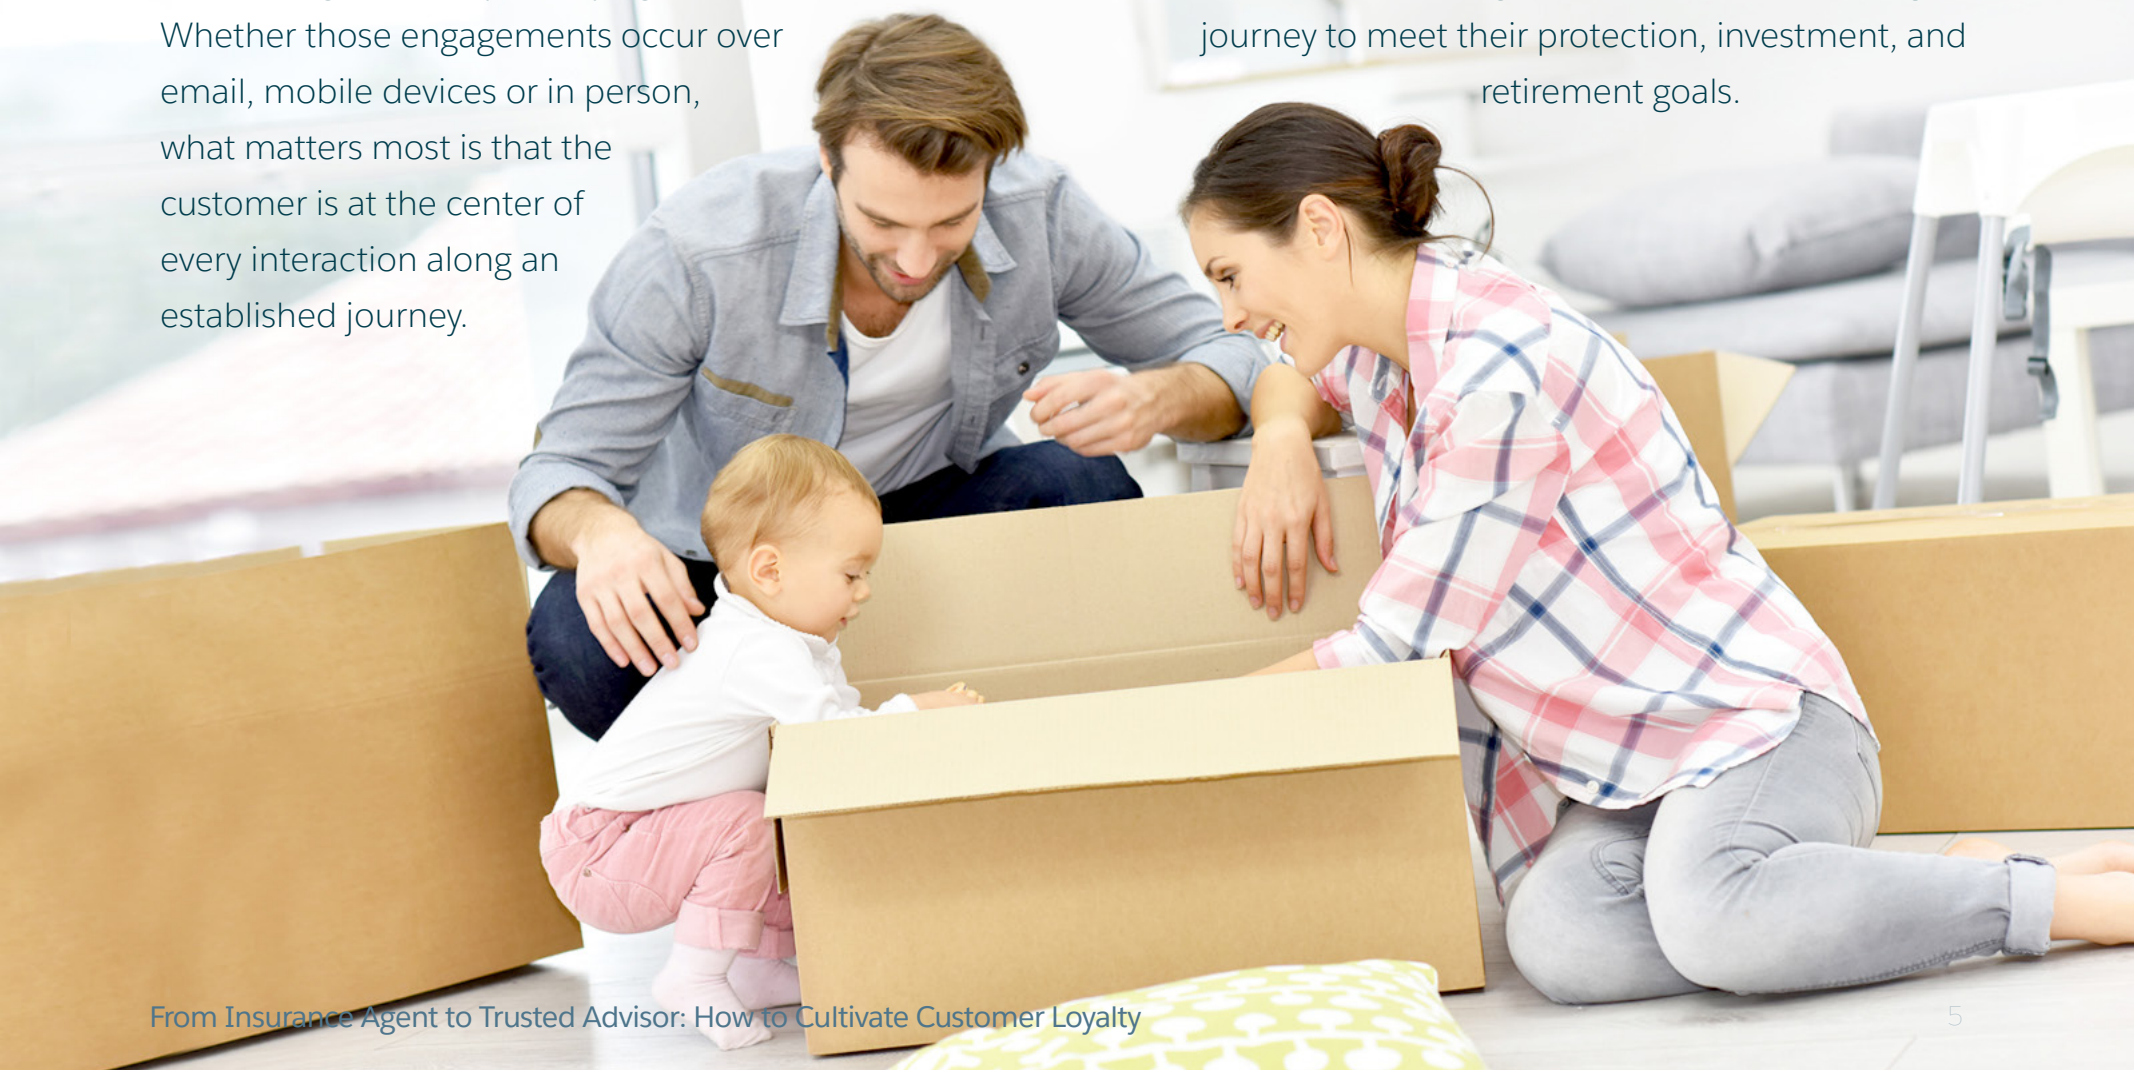 Whether those engagements occur over
email, mobile devices or in person,
what matters most is that the
customer is at the center of
every interaction along an
established journey.
journey to meet their protection, investment, and
retirement goals.
From Insurance Agent to Trusted Advisor: How to Cultivate Customer Loyalty
5